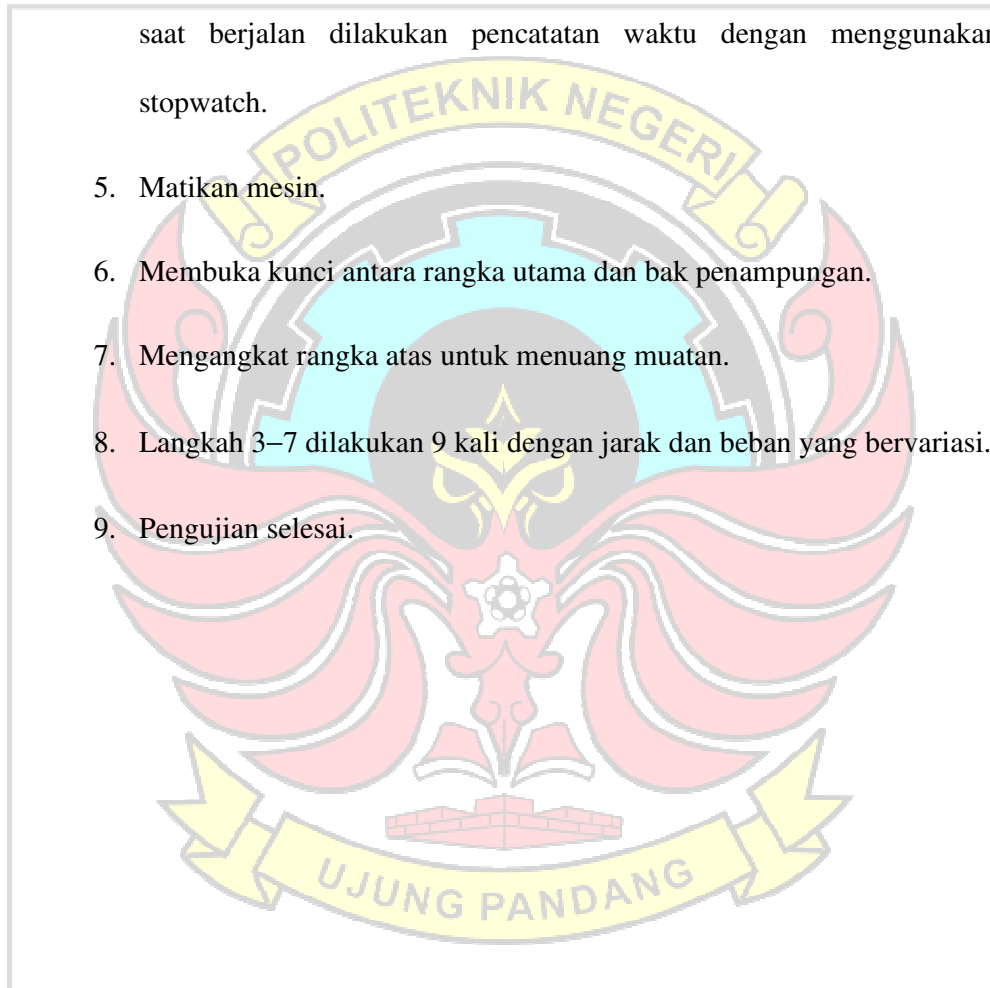 saat berjalan dilakukan pencatatan waktu dengan menggunakan
stopwatch.
POLITEKNIK NEGERI
5. Matikan mesin.
6. Membuka kunci antara rangka utama dan bak penampungan.
7. Mengangkat rangka atas untuk menuang muatan.
8. Langkah 3–7 dilakukan 9 kali dengan jarak dan beban yang bervariasi.
9. Pengujian selesai.
UJUNG PANDANG